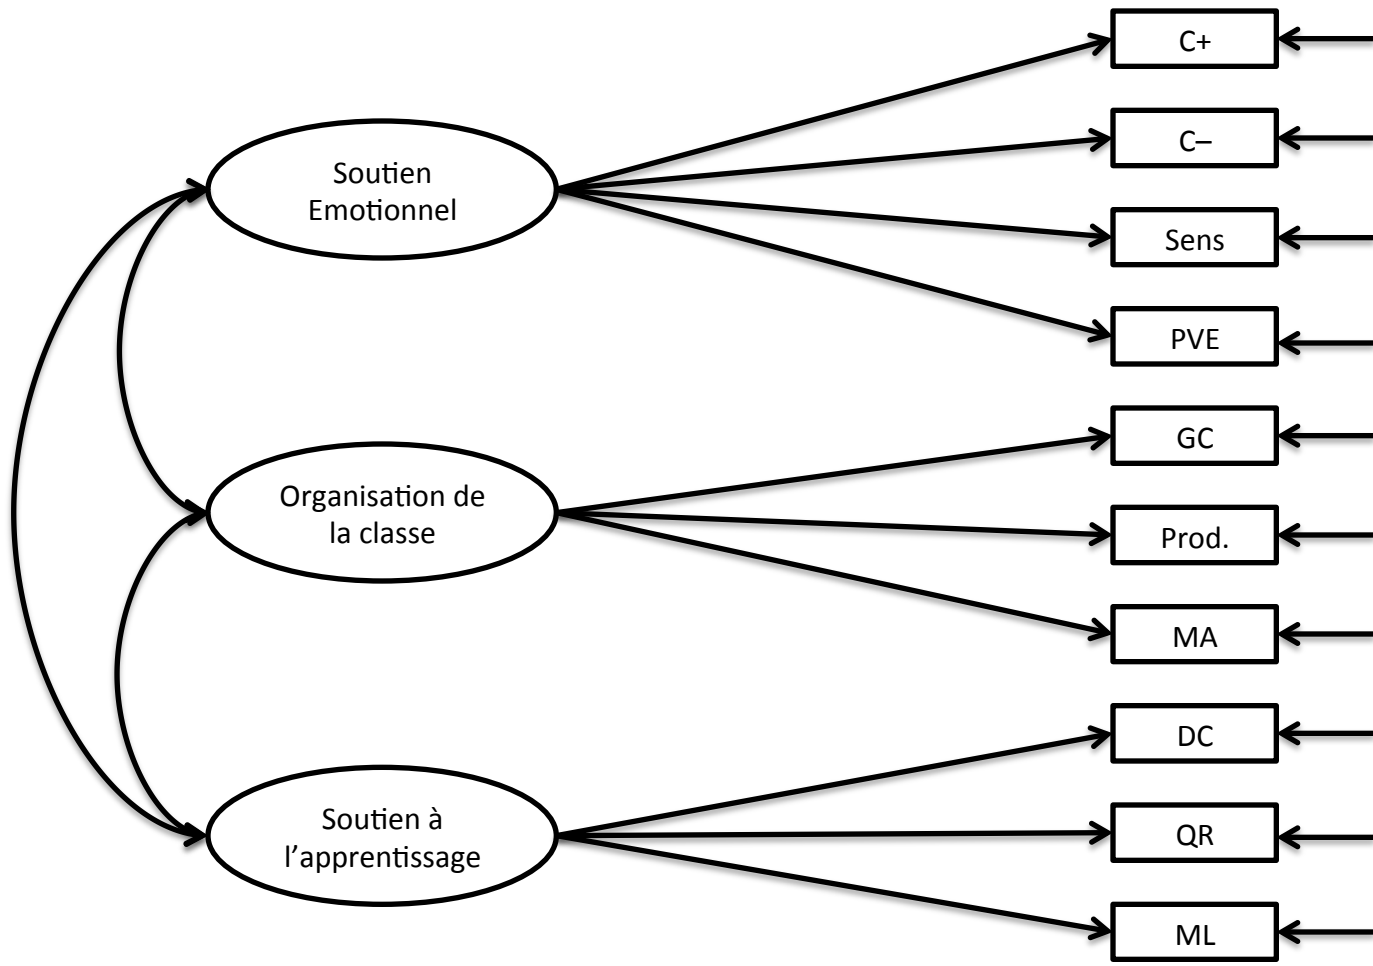 C+
C–
Soutien
Emotionnel
Sens
PVE
GC
Organisation de
la classe
Prod.
MA
DC
Soutien à
l’apprentissage
QR
ML